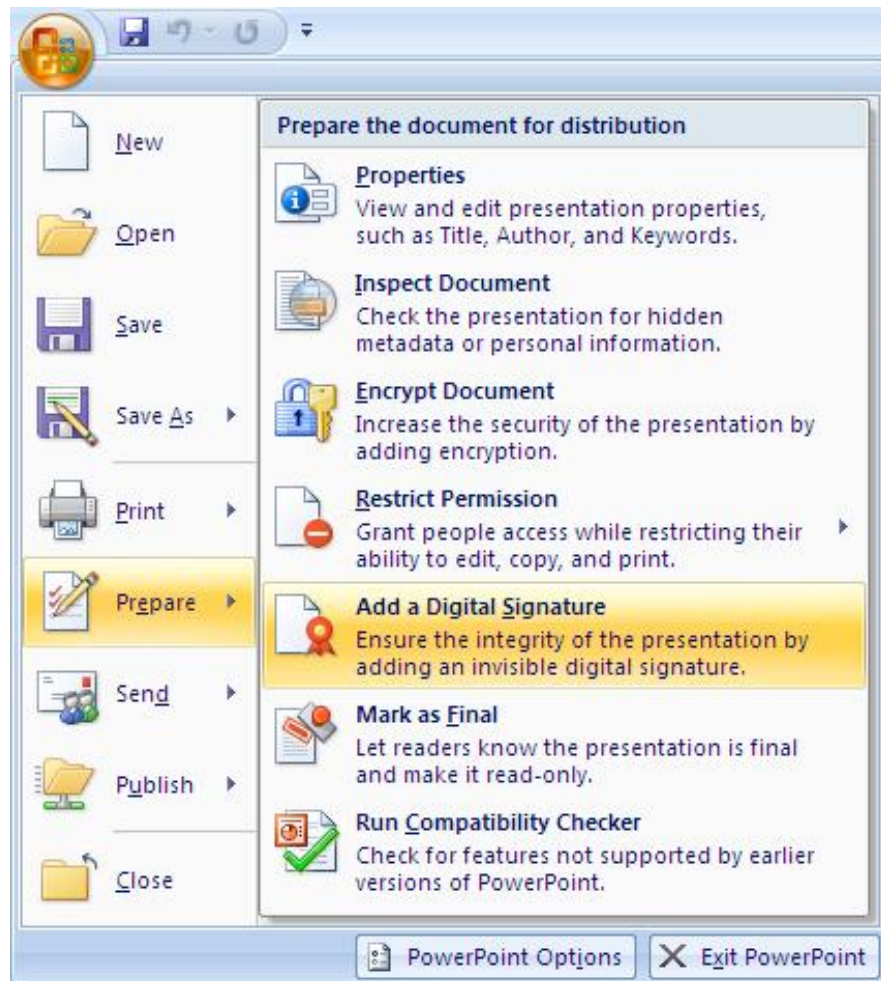 New
Open
Save
Save As
Print
Prepare
Send
Publish
Close
Prepare the document for distribution
Properties
View and edit presentation properties,
such as Title, Author, and Keywords.
Inspect Document
Check the presentation for hidden
metadata or personal information.
Encrypt Document
Increase the security of the presentation by
adding encryption.
Restrict Permission
Grant people access while restricting their
ability to edit, copy, and print.
Add a Digital Signature
Ensure the integrity of the presentation by
adding an invisible digital signature.
Mark as Final
Let readers know the presentation is final
and make it read-only.
Run Compatibility Checker
Check for features not supported by earlier
versions of PowerPoint.
PowerPoint Options
Exit PowerPoint